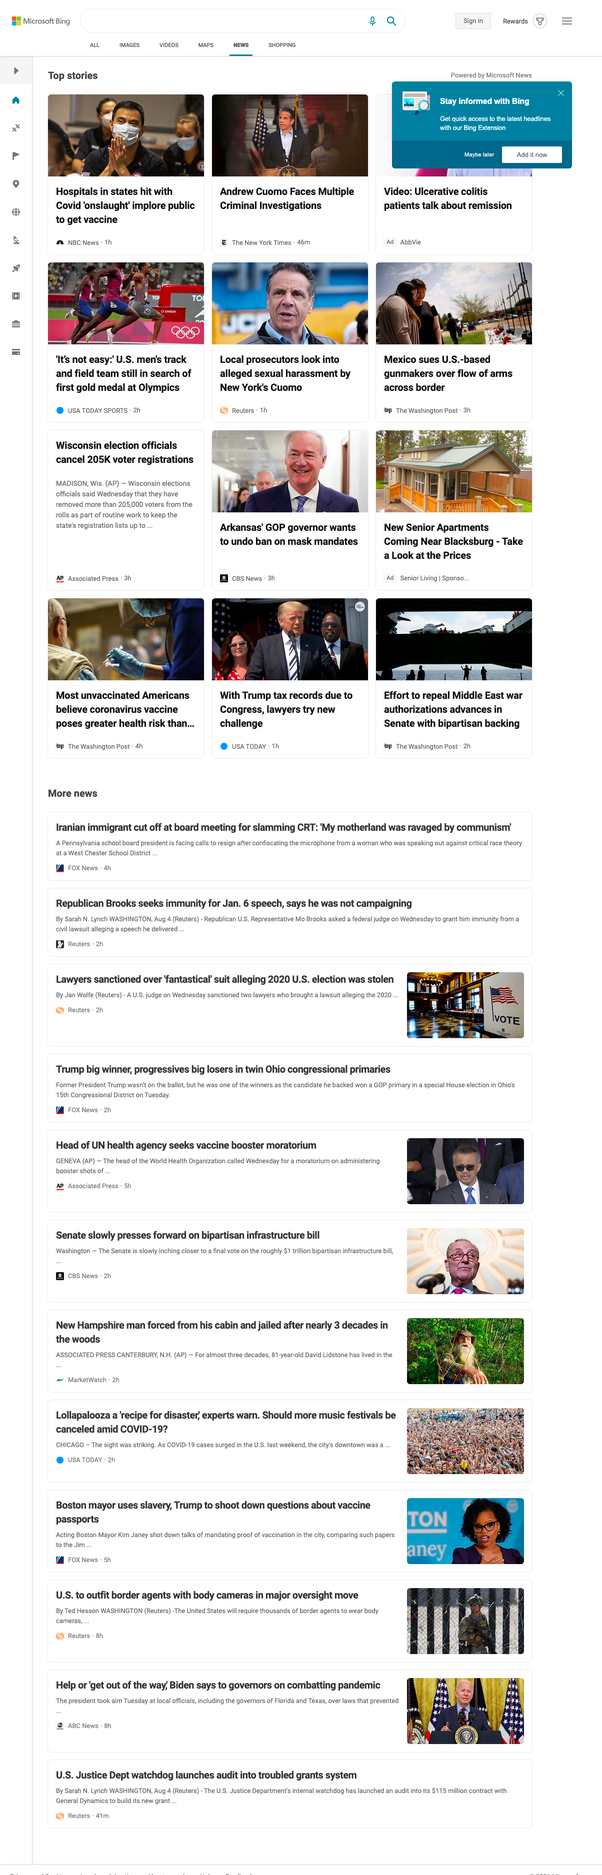 Microsoft Bing
Sign in
Rewards
ALL
IMAGES
VIDEOS
MAPS
NEWS
SHOPPING
Top stories
Powered by Microsoft News
Stay informed with Bing
Get quick access to the latest headlines
with our Bing Extension
Maybe later
Add it now
Hospitals in states hit with
Covid 'onslaught' implore public
to get vaccine
NBC News · 1h
Andrew Cuomo Faces Multiple
Criminal Investigations
The New York Times · 46m
Video: Ulcerative colitis
patients talk about remission
Ad AbbVie
'It's not easy:' U.S. men's track
and field team still in search of
first gold medal at Olympics
USA TODAY SPORTS · 2h
Local prosecutors look into
alleged sexual harassment by
New York's Cuomo
Reuters · 1h
Mexico sues U.S.-based
gunmakers over flow of arms
across border
The Washington Post · 3h
Wisconsin election officials
cancel 205K voter registrations
MADISON, Wis. (AP) — Wisconsin elections
officials said Wednesday that they have
removed more than 205,000 voters from the
rolls as part of routine work to keep the
state's registration lists up to ...
AP Associated Press · 3h
Arkansas' GOP governor wants
to undo ban on mask mandates
CBS News · 3h
New Senior Apartments
Coming Near Blacksburg - Take
a Look at the Prices
Ad Senior Living | Sponso...
Most unvaccinated Americans
believe coronavirus vaccine
poses greater health risk than...
The Washington Post · 4h
With Trump tax records due to
Congress, lawyers try new
challenge
USA TODAY · 1h
Effort to repeal Middle East war
authorizations advances in
Senate with bipartisan backing
The Washington Post · 2h
More news
Iranian immigrant cut off at board meeting for slamming CRT: 'My motherland was ravaged by communism'
A Pennsylvania school board president is facing calls to resign after confiscating the microphone from a woman who was speaking out against critical race theory
at a West Chester School District ...
FOX News · 4h
Republican Brooks seeks immunity for Jan. 6 speech, says he was not campaigning
By Sarah N. Lynch WASHINGTON, Aug 4 (Reuters) - Republican U.S. Representative Mo Brooks asked a federal judge on Wednesday to grant him immunity from a
civil lawsuit alleging a speech he delivered ...
Reuters · 2h
Lawyers sanctioned over 'fantastical' suit alleging 2020 U.S. election was stolen
By Jan Wolfe (Reuters) - A U.S. judge on Wednesday sanctioned two lawyers who brought a lawsuit alleging the 2020 ...
VOTE
Reuters · 2h
Trump big winner, progressives big losers in twin Ohio congressional primaries
Former President Trump wasn't on the ballot, but he was one of the winners as the candidate he backed won a GOP primary in a special House election in Ohio's
15th Congressional District on Tuesday.
FOX News · 2h
Head of UN health agency seeks vaccine booster moratorium
GENEVA (AP) — The head of the World Health Organization called Wednesday for a moratorium on administering
booster shots of ...
AP Associated Press · 5h
Senate slowly presses forward on bipartisan infrastructure bill
Washington — The Senate is slowly inching closer to a final vote on the roughly $1 trillion bipartisan infrastructure bill,
...
CBS News · 2h
New Hampshire man forced from his cabin and jailed after nearly 3 decades in
the woods
ASSOCIATED PRESS CANTERBURY, N.H. (AP) — For almost three decades, 81-year-old David Lidstone has lived in the
...
MarketWatch · 2h
Lollapalooza a 'recipe for disaster,' experts warn. Should more music festivals be
canceled amid COVID-19?
CHICAGO – The sight was striking. As COVID-19 cases surged in the U.S. last weekend, the city's downtown was a ...
USA TODAY · 2h
Boston mayor uses slavery, Trump to shoot down questions about vaccine
passports
Acting Boston Mayor Kim Janey shot down talks of mandating proof of vaccination in the city, comparing such papers
to the Jim ...
TON
aney
FOX News · 5h
U.S. to outfit border agents with body cameras in major oversight move
By Ted Hesson WASHINGTON (Reuters) -The United States will require thousands of border agents to wear body
cameras, ...
Reuters · 8h
Help or 'get out of the way,' Biden says to governors on combatting pandemic
The president took aim Tuesday at local officials, including the governors of Florida and Texas, over laws that prevented
...
ABC News · 8h
U.S. Justice Dept watchdog launches audit into troubled grants system
By Sarah N. Lynch WASHINGTON, Aug 4 (Reuters) - The U.S. Justice Department's internal watchdog has launched an audit into its $115 million contract with
General Dynamics to build its new grant ...
Reuters · 41m